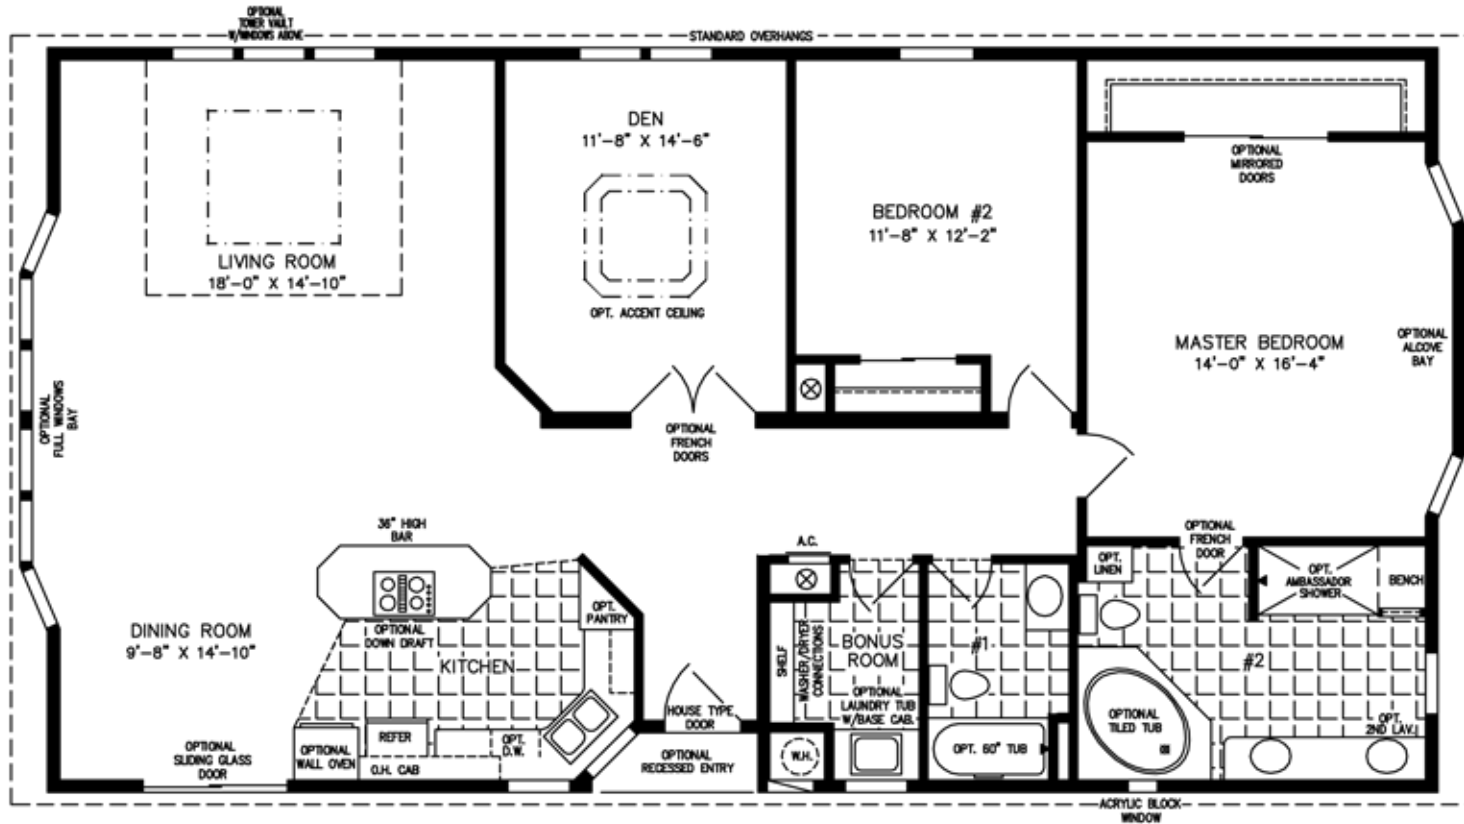 OPTIONAL
TOWER VAULT
W/WINDOWS ABOVE
STANDARD OVERHANGS
DEN
11'-8" X 14'-6"
OPTIONAL
MIRRORED
DOORS
BEDROOM #2
11'-8" X 12'-2"
LIVING ROOM
18'-0" X 14'-10"
OPT. ACCENT CEILING
MASTER BEDROOM
14'-0" X 16'-4"
OPTIONAL
ALCOVE
BAY
OPTIONAL
FULL WINDOWS
BAY
OPTIONAL
FRENCH
DOORS
36" HIGH
BAR
A.C.
OPTIONAL
FRENCH
DOOR
OPT.
LINEN
OPT.
AMBASSADOR
SHOWER
BENCH
OPT.
PANTRY
DINING ROOM
9'-8" X 14'-10"
OPTIONAL
DOWN DRAFT
KITCHEN
SHELF
WASHER/DRYER
CONNECTIONS
BONUS
ROOM
#1
#2
OPTIONAL
LAUNDRY TUB
W/BASE CAB.
HOUSE TYPE
DOOR
OPTIONAL
TILED TUB
OPT.
2ND LAV.
OPTIONAL
SLIDING GLASS
DOOR
OPTIONAL
WALL OVEN
REFER
O.H. CAB
OPT.
D.W.
OPTIONAL
RECESSED ENTRY
W.H.
OPT. 60" TUB
ACRYLIC BLOCK
WINDOW